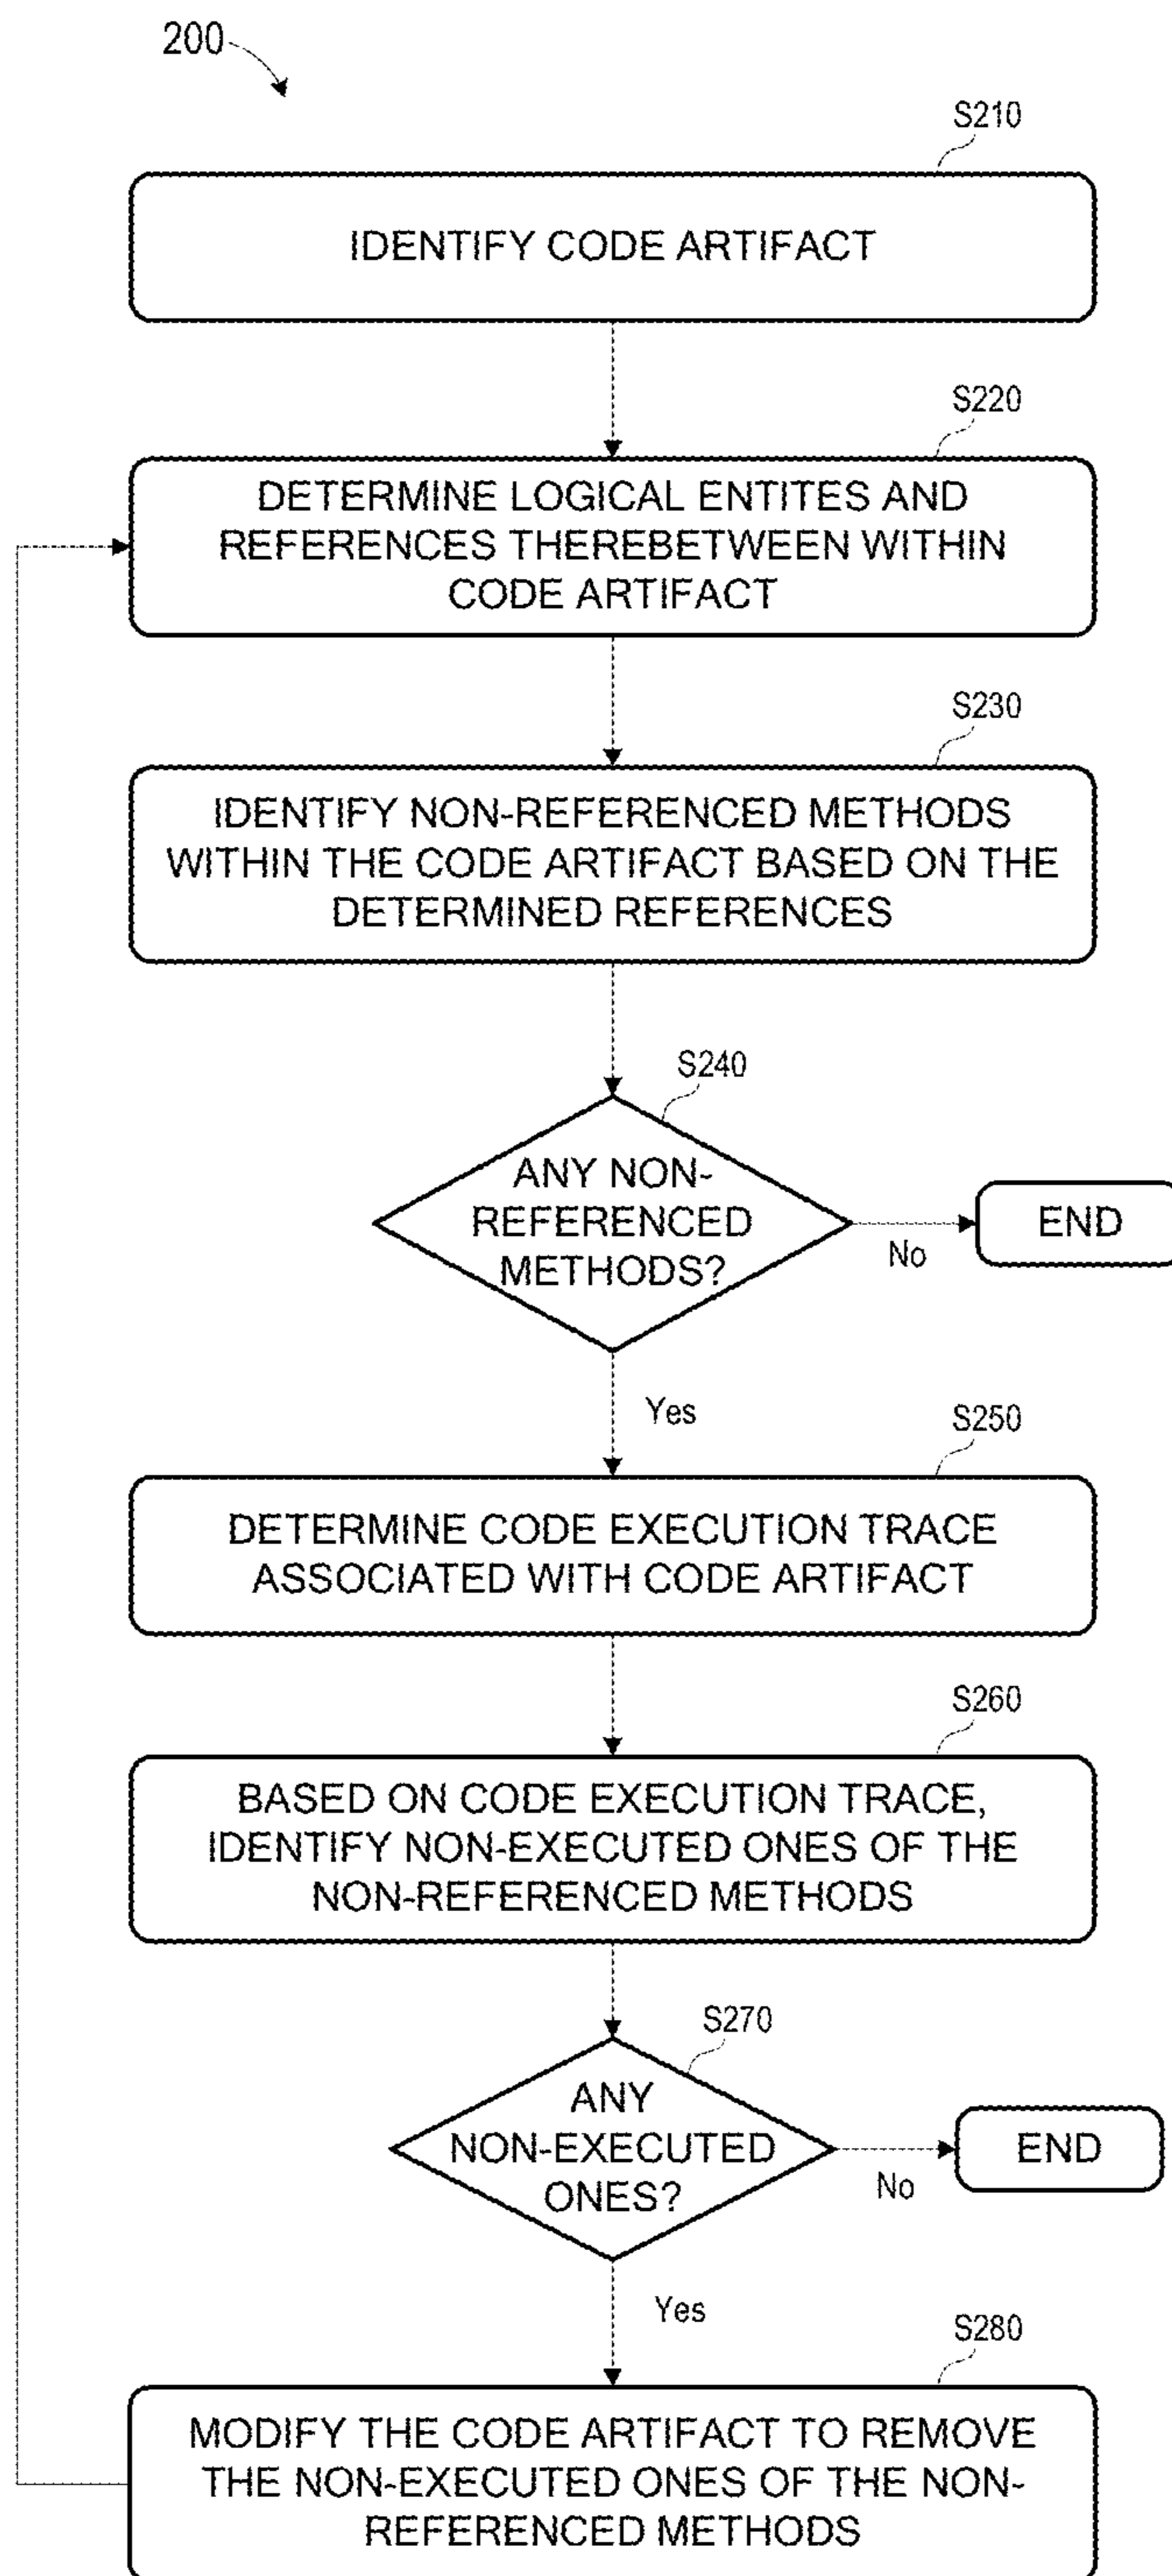 200
S210
IDENTIFY CODE ARTIFACT
S220
DETERMINE LOGICAL ENTITES AND
REFERENCES THEREBETWEEN WITHIN
CODE ARTIFACT
S230
IDENTIFY NON-REFERENCED METHODS
WITHIN THE CODE ARTIFACT BASED ON THE
DETERMINED REFERENCES
S240
ANY NON-
REFERENCED
METHODS?
No
END
Yes
S250
DETERMINE CODE EXECUTION TRACE
ASSOCIATED WITH CODE ARTIFACT
S260
BASED ON CODE EXECUTION TRACE,
IDENTIFY NON-EXECUTED ONES OF THE
NON-REFERENCED METHODS
S270
ANY
NON-EXECUTED
ONES?
No
END
Yes
S280
MODIFY THE CODE ARTIFACT TO REMOVE
THE NON-EXECUTED ONES OF THE NON-
REFERENCED METHODS